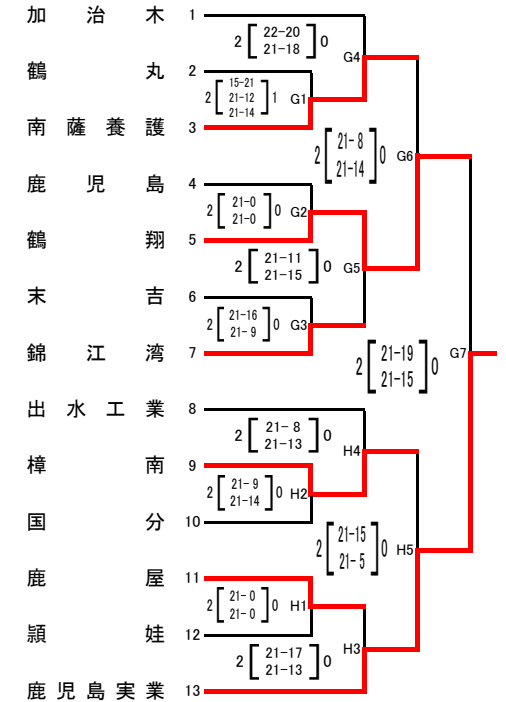 加治木 1
2 22-20 0
21-18
G4
鶴丸 2
2 15-21 1
21-12
21-14
G1
南薩養護 3
2 21- 8 0
21-14
G6
鹿児島 4
2 21-0 0
21-0
G2
鶴翔 5
2 21-11 0
21-15
G5
末吉 6
2 21-16 0
21- 9
G3
錦江湾 7
2 21-19 0
21-15
G7
出水工業 8
2 21- 8 0
21-13
H4
樟南 9
2 21- 9 0
21-14
H2
国分 10
2 21-15 0
21- 5
H5
鹿屋 11
2 21- 0 0
21- 0
H1
頴娃 12
2 21-17 0
21-13
H3
鹿児島実業 13